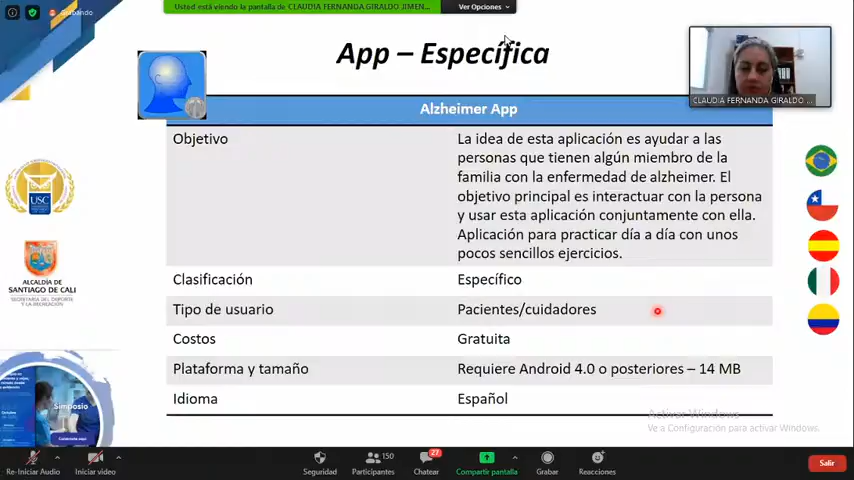 Grabando
Usted está viendo la pantalla de CLAUDIA FERNANDA GIRALDO JIMEN...
Ver Opciones
App – Específica
CLAUDIA FERNANDA GIRALDO ...
Alzheimer App
Objetivo
La idea de esta aplicación es ayudar a las
personas que tienen algún miembro de la
familia con la enfermedad de alzheimer. El
objetivo principal es interactuar con la persona
y usar esta aplicación conjuntamente con ella.
Aplicación para practicar día a día con unos
pocos sencillos ejercicios.
Clasificación
Específico
Tipo de usuario
Pacientes/cuidadores
Costos
Gratuita
Plataforma y tamaño
Requiere Android 4.0 o posteriores – 14 MB
Idioma
Español
USC
ALCALDÍA DE
SANTIAGO DE CALI
SECRETARÍA DEL DEPORTE
Y LA RECREACIÓN
Simposio
Activar Windows
Ve a Configuración para activar Windows.
Re-Iniciar Audio
Iniciar video
Seguridad
150
Participantes
27
Chatear
Compartir pantalla
Grabar
Reacciones
Salir